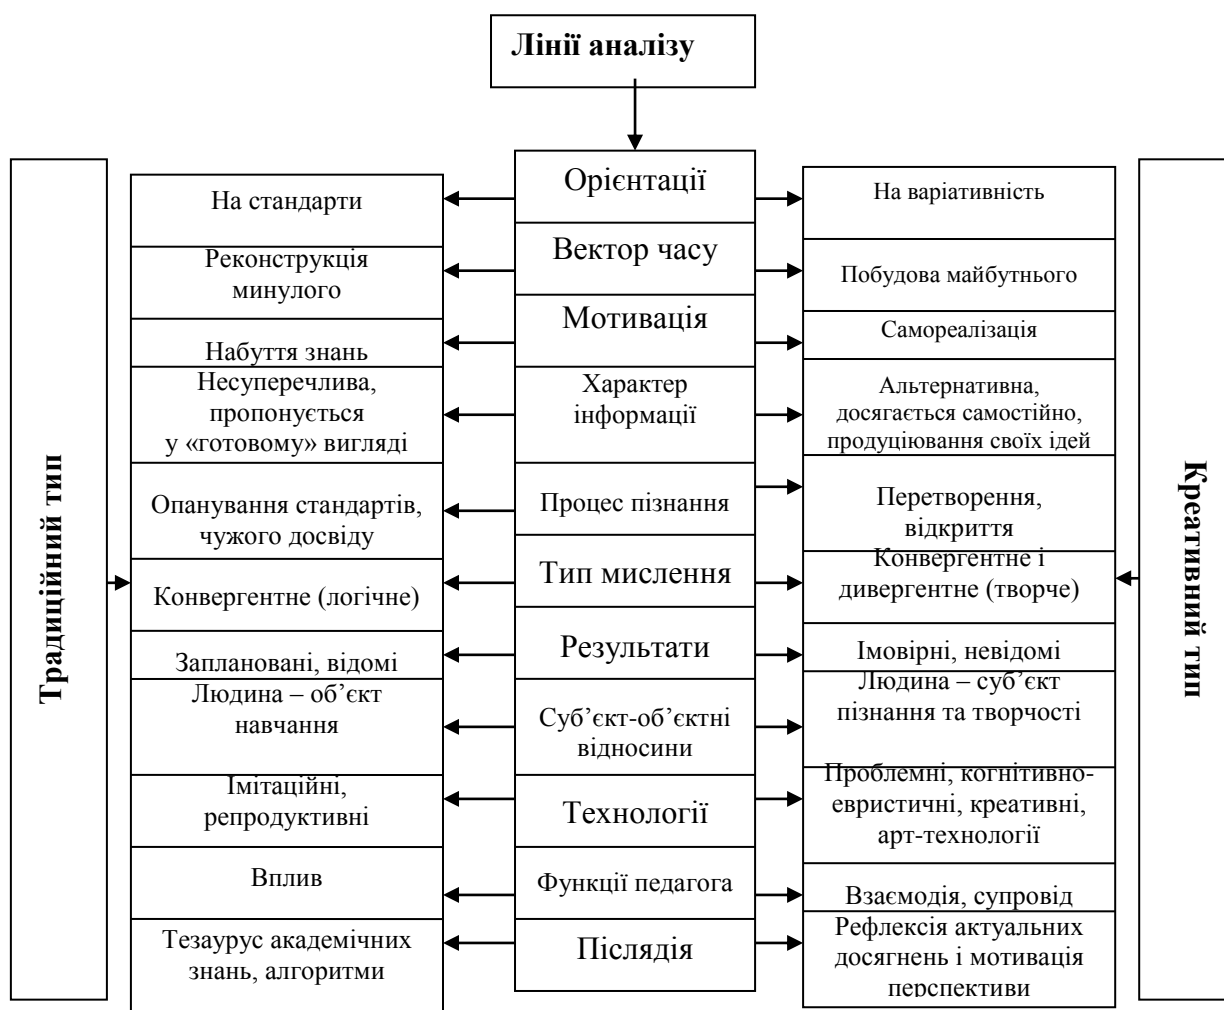 Лінії аналізу
Традиційний тип
На стандарти
Орієнтації
На варіативність
Реконструкція
минулого
Вектор часу
Побудова майбутнього
Набуття знань
Мотивація
Самореалізація
Несуперечлива,
пропонується
у «готовому» вигляді
Характер
інформації
Альтернативна,
досягається самостійно,
продуціювання своїх ідей
Опанування стандартів,
чужого досвіду
Процес пізнання
Перетворення,
відкриття
Конвергентне (логічне)
Тип мислення
Конвергентне і
дивергентне (творче)
Заплановані, відомі
Результати
Імовірні, невідомі
Людина – об’єкт
навчання
Суб’єкт-об’єктні
відносини
Людина – суб’єкт
пізнання та творчості
Імітаційні,
репродуктивні
Технології
Проблемні, когнітивно-
евристичні, креативні,
арт-технології
Вплив
Функції педагога
Взаємодія, супровід
Тезаурус академічних
знань, алгоритми
Післядія
Рефлексія актуальних
досягнень і мотивація
перспективи
Креативний тип